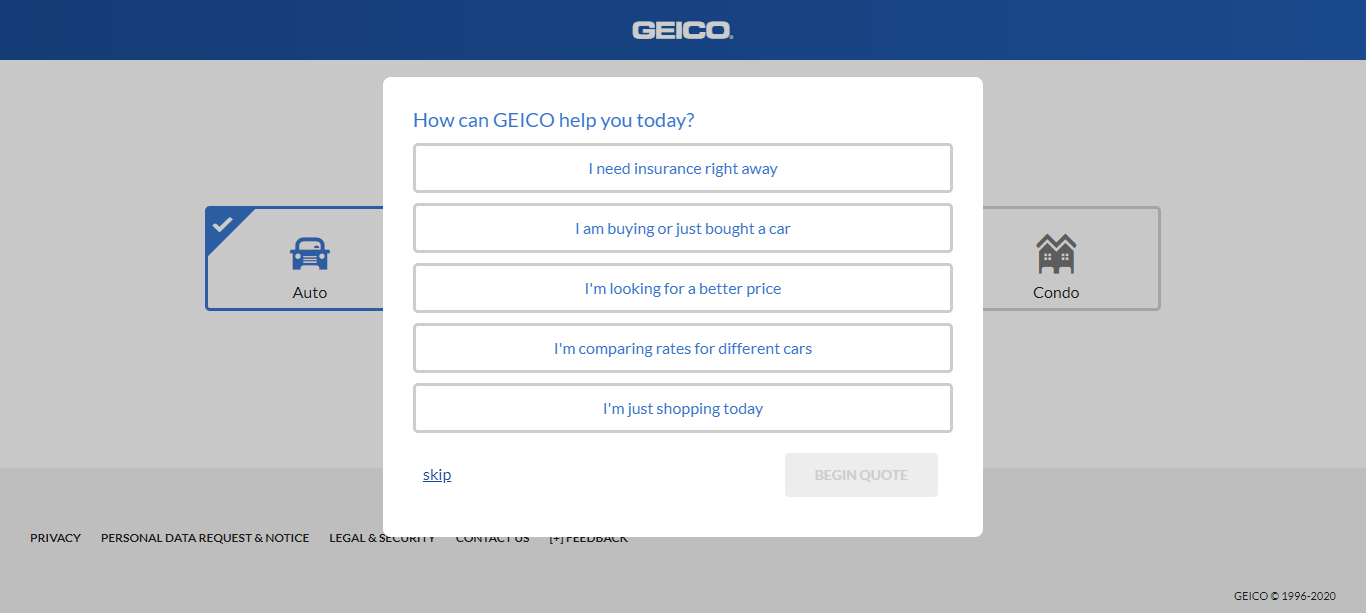 GEICO
How can GEICO help you today?
I need insurance right away
I am buying or just bought a car
I'm looking for a better price
I'm comparing rates for different cars
I'm just shopping today
Auto
Condo
skip
BEGIN QUOTE
PRIVACY PERSONAL DATA REQUEST & NOTICE LEGAL & SECURITY CONTACT US [+] FEEDBACK
GEICO © 1996-2020